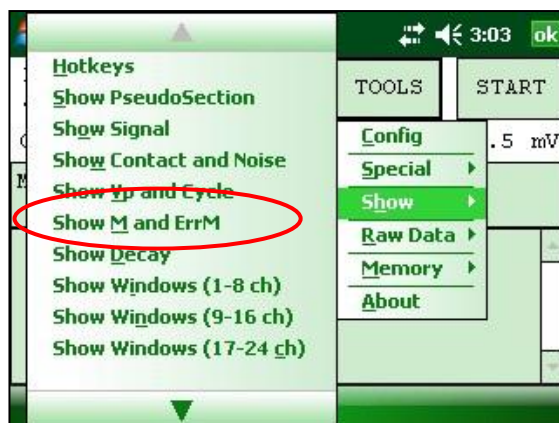 3:03 ok
TOOLS START
.5 mV
Hotkeys
Show PseudoSection
Show Signal
Show Contact and Noise
Show Vp and Cycle
Show M and ErrM
Show Decay
Show Windows (1-8 ch)
Show Windows (9-16 ch)
Show Windows (17-24 ch)
Config
Special
Show
Raw Data
Memory
About